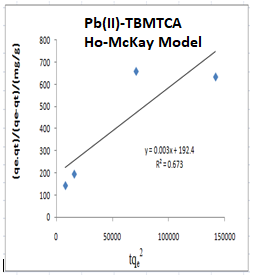 Pb(II)-TBMTCA
Ho-McKay Model
(qe.qt)/(qe-qt)/(mg/g)
800
700
600
500
400
300
200
100
0
y = 0.003x + 192.4
R² = 0.673
0 50000 100000 150000
tqe²